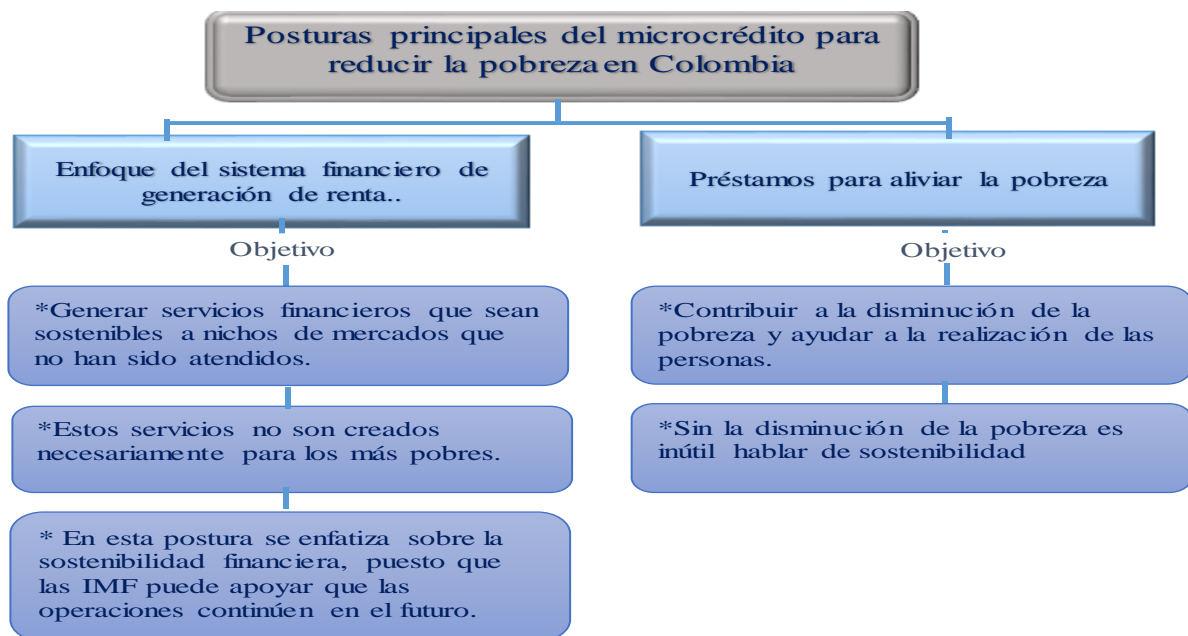 Posturas principales del microcrédito para
reducir la pobreza en Colombia
Enfoque del sistema financiero de
generación de renta..
Objetivo
*Generar servicios financieros que sean
sostenibles a nichos de mercados que
no han sido atendidos.
*Estos servicios no son creados
necesariamente para los más pobres.
* En esta postura se enfatiza sobre la
sostenibilidad financiera, puesto que
las IMF puede apoyar que las
operaciones continúen en el futuro.
Préstamos para aliviar la pobreza
Objetivo
*Contribuir a la disminución de la
pobreza y ayudar a la realización de las
personas.
*Sin la disminución de la pobreza es
inútil hablar de sostenibilidad